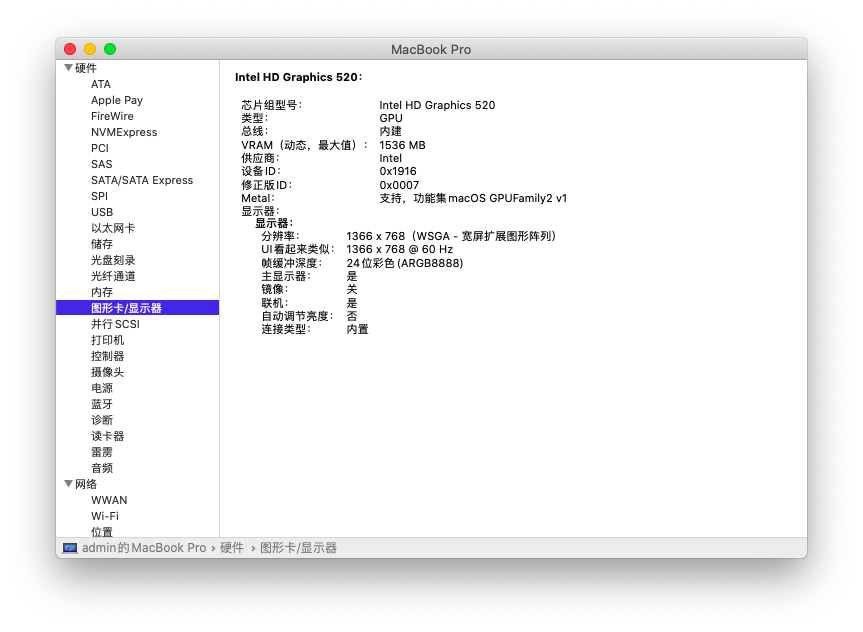 MacBook Pro
硬件
ATA
Apple Pay
FireWire
NVMExpress
PCI
SAS
SATA/SATA Express
SPI
USB
以太网卡
储存
光盘刻录
光纤通道
内存
图形卡/显示器
并行SCSI
打印机
控制器
摄像头
电源
蓝牙
诊断
读卡器
雷雳
音频
网络
WWAN
Wi-Fi
位置
Intel HD Graphics 520：
芯片组型号： Intel HD Graphics 520
类型： GPU
总线： 内建
VRAM（动态，最大值）： 1536 MB
供应商： Intel
设备ID： 0x1916
修正版ID： 0x0007
Metal： 支持，功能集macOS GPUFamily2 v1
显示器：
显示器：
分辨率： 1366 x 768（WSGA - 宽屏扩展图形阵列）
UI看起来类似： 1366 x 768 @ 60 Hz
帧缓冲深度： 24位彩色 (ARGB8888)
主显示器： 是
镜像： 关
联机： 是
自动调节亮度： 否
连接类型： 内置
admin的MacBook Pro › 硬件 › 图形卡/显示器